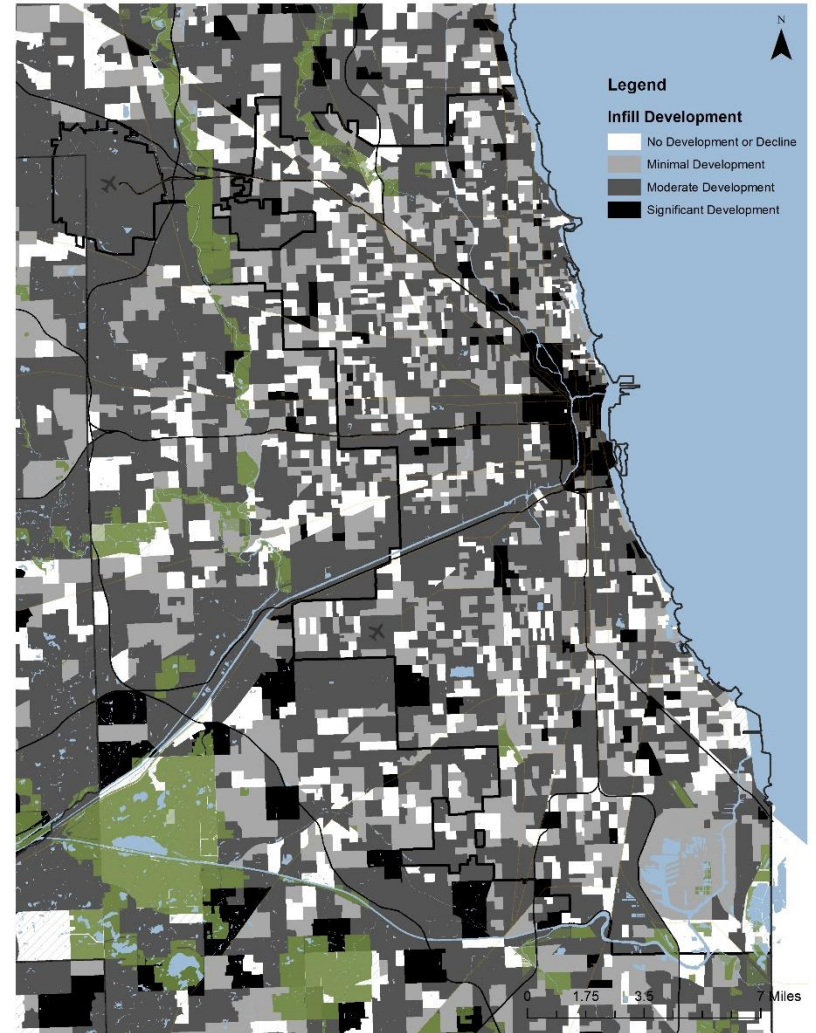 N
Legend
Infill Development
No Development or Decline
Minimal Development
Moderate Development
Significant Development
0 1.75 3.5 7 Miles